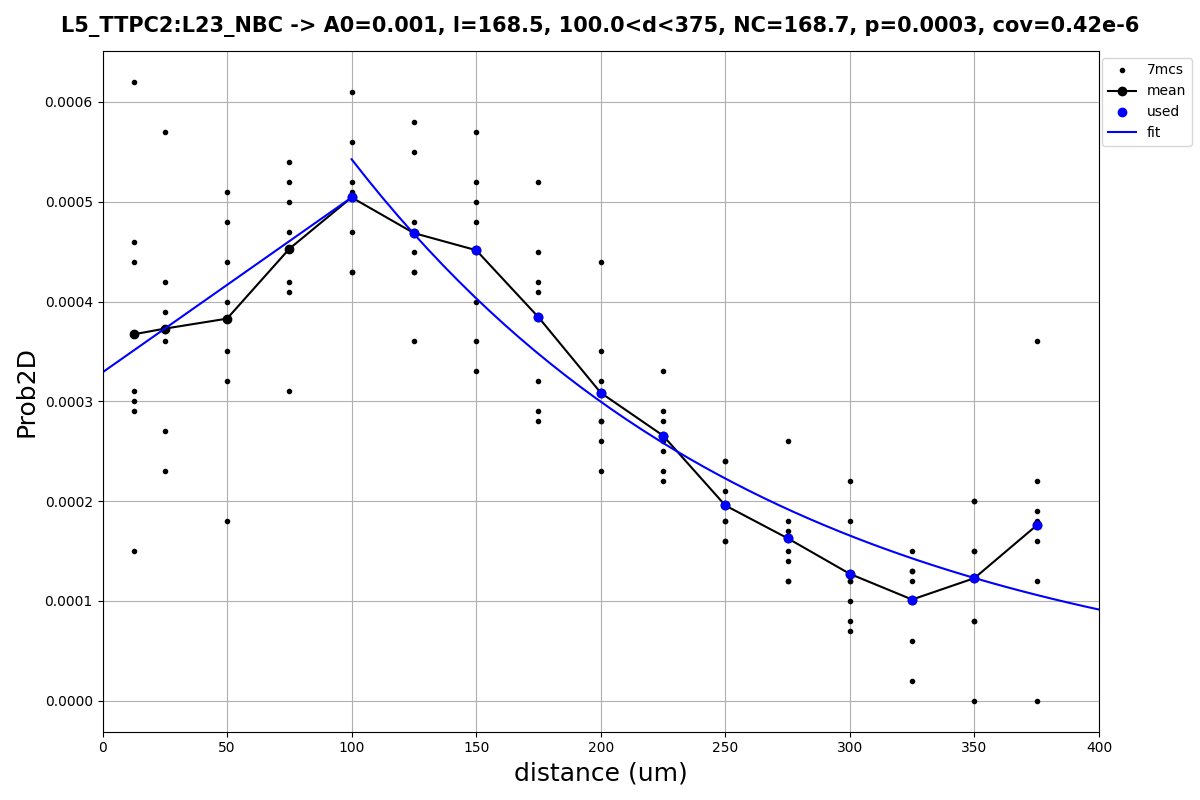 L5_TTPC2:L23_NBC -> A0=0.001, l=168.5, 100.0<d<375, NC=168.7, p=0.0003, cov=0.42e-6
7mcs
mean
used
fit
0.0006
0.0005
0.0004
0.0003
0.0002
0.0001
0.0000
Prob2D
0 50 100 150 200 250 300 350 400
distance (um)